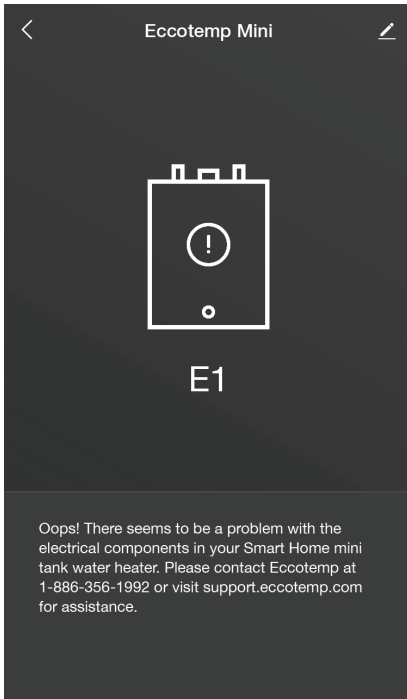 Eccotemp Mini
!
E1
Oops! There seems to be a problem with the
electrical components in your Smart Home mini
tank water heater. Please contact Eccotemp at
1-886-356-1992 or visit support.eccotemp.com
for assistance.